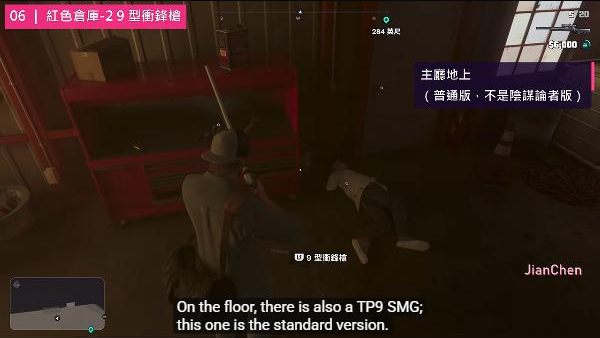 06 | 紅色倉庫-29型衝鋒槍
5/20
284 英尺
$6,000
主廳地上
（普通版，不是陰謀論者版）
9 型衝鋒槍
JianChen
On the floor, there is also a TP9 SMG;
this one is the standard version.